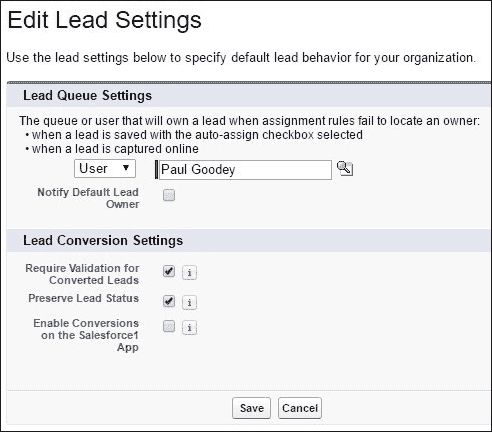 Edit Lead Settings
Use the lead settings below to specify default lead behavior for your organization.
Lead Queue Settings
The queue or user that will own a lead when assignment rules fail to locate an owner:
• when a lead is saved with the auto-assign checkbox selected
• when a lead is captured online
User Paul Goodey
Notify Default Lead
Owner
Lead Conversion Settings
Require Validation for
Converted Leads i
Preserve Lead Status i
Enable Conversions
on the Salesforce1 i
App
Save Cancel